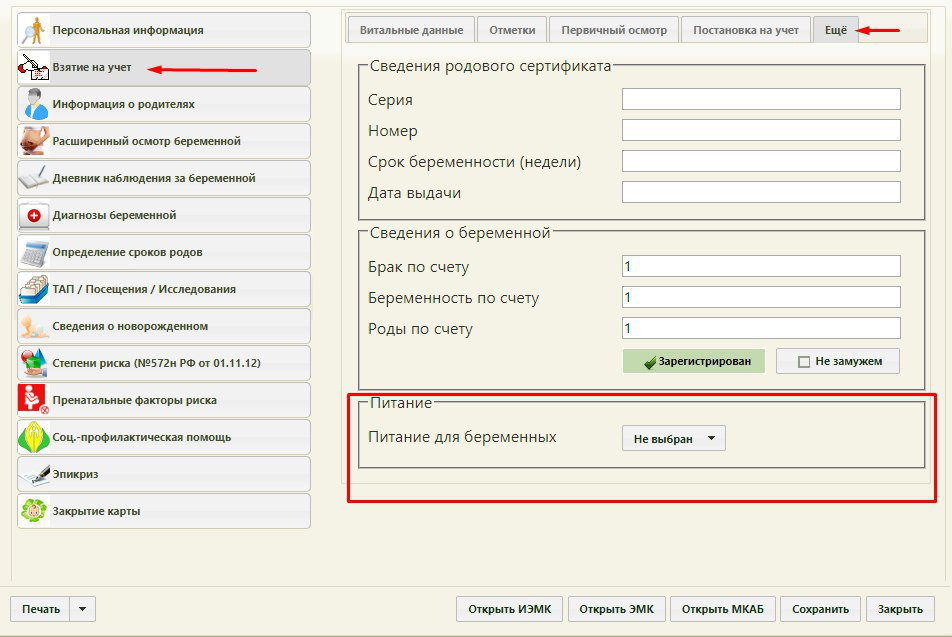 Персональная информация
Взятие на учет
Информация о родителях
Расширенный осмотр беременной
Дневник наблюдения за беременной
Диагнозы беременной
Определение сроков родов
ТАП / Посещения / Исследования
Сведения о новорожденном
Степени риска (№572н РФ от 01.11.12)
Пренатальные факторы риска
Соц.-профилактическая помощь
Эпикриз
Закрытие карты
Витальные данные Отметки Первичный осмотр Постановка на учет Ещё
Сведения родового сертификата
Серия
Номер
Срок беременности (недели)
Дата выдачи
Сведения о беременной
Брак по счету 1
Беременность по счету 1
Роды по счету 1
Зарегистрирован Не замужем
Питание
Питание для беременных Не выбран
Печать Открыть ИЭМК Открыть ЭМК Открыть МКАБ Сохранить Закрыть